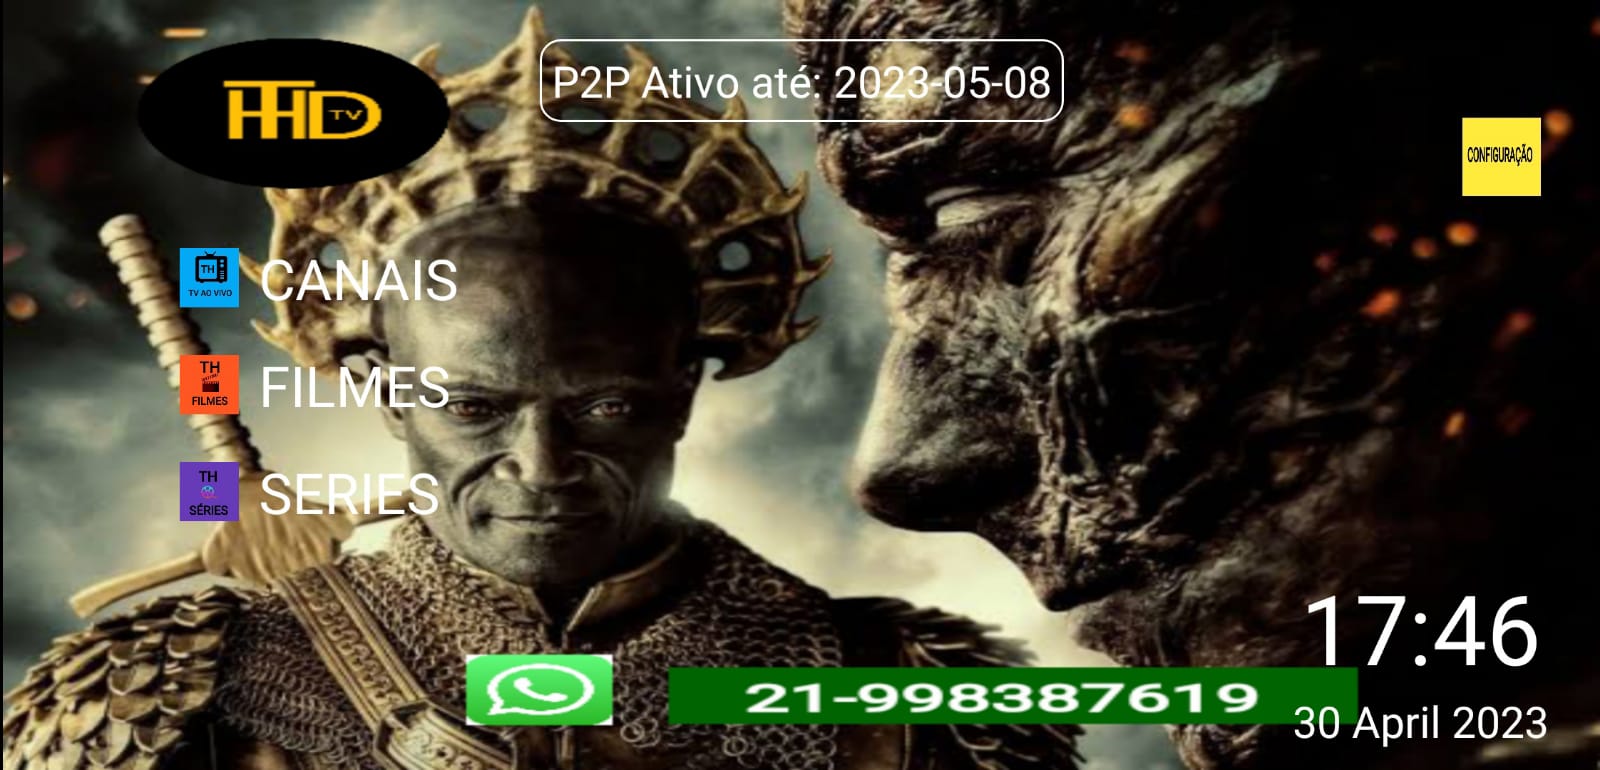 P2P Ativo até: 2023-05-08
THD TV
CONFIGURAÇÃO
TH
TV AO VIVO
CANAIS
TH
FILMES
FILMES
TH
SÉRIES
SERIES
17:46
21-998387619
30 April 2023